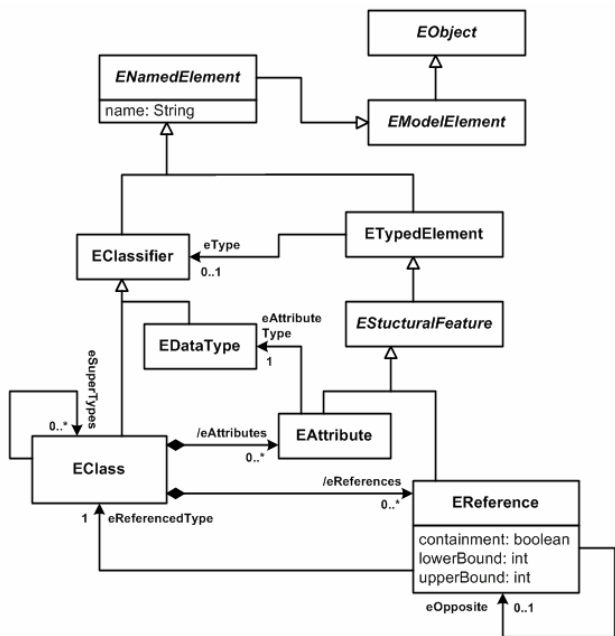 EObject
ENamedElement
name: String
EModelElement
EClassifier
eType
0..1
ETypedElement
EDataType
eAttribute
Type
1
EStucturalFeature
eSuperTypes
0..*
EClass
/eAttributes
0..*
EAttribute
/eReferences
0..*
1
eReferencedType
EReference
containment: boolean
lowerBound: int
upperBound: int
eOpposite
0..1